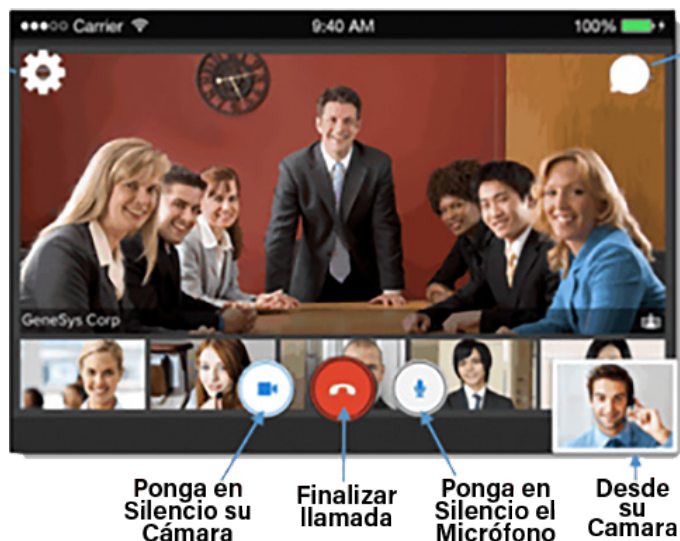 Carrier 9:40 AM 100%
GeneSys Corp
Ponga en
Silencio su
Cámara
Finalizar
llamada
Ponga en
Silencio el
Micrófono
Desde
su
Camara